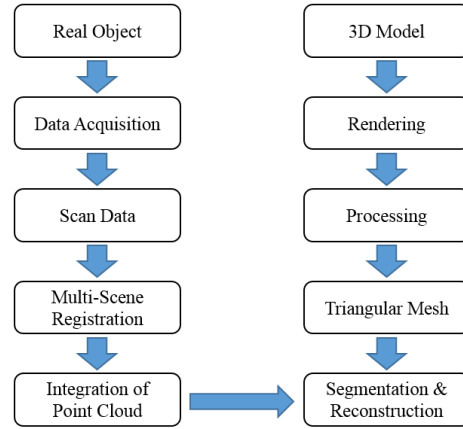 Real Object
Data Acquisition
Scan Data
Multi-Scene
Registration
Integration of
Point Cloud
3D Model
Rendering
Processing
Triangular Mesh
Segmentation &
Reconstruction